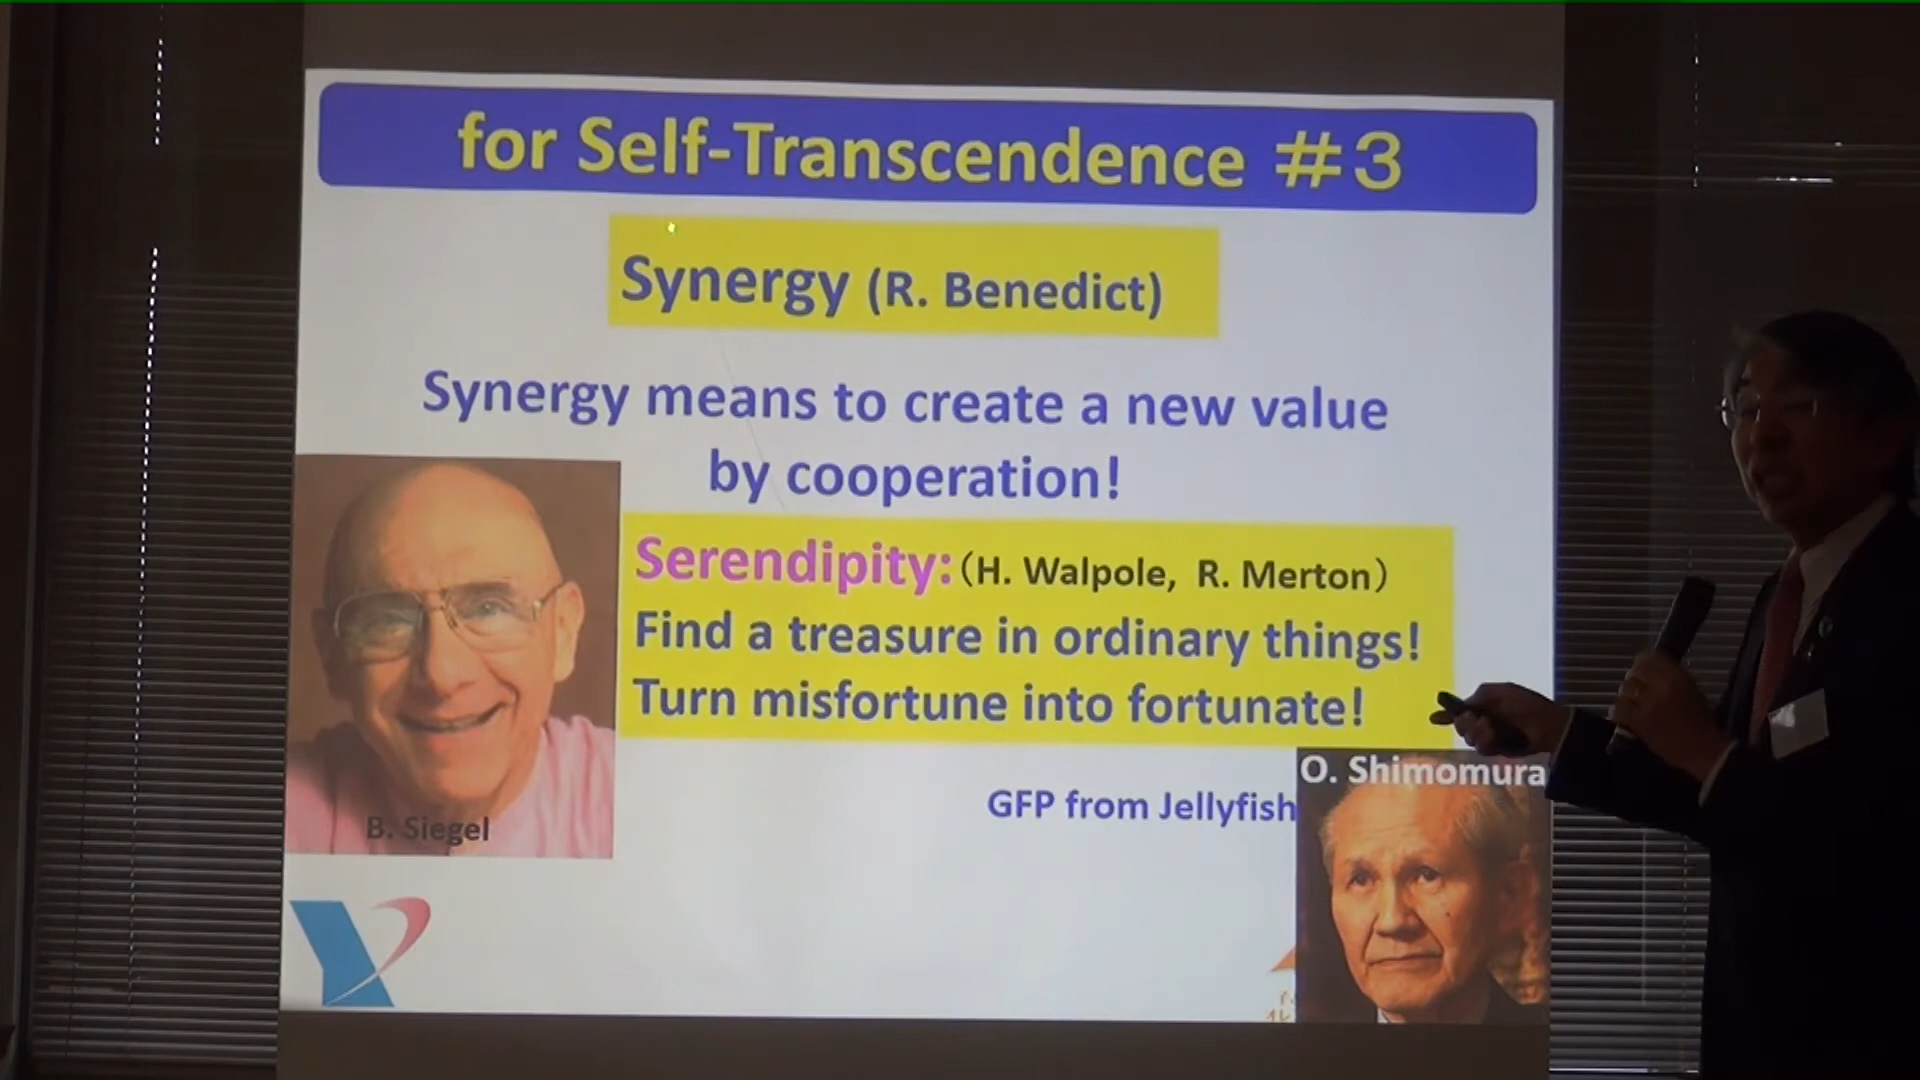 for Self-Transcendence #3
Synergy (R. Benedict)
Synergy means to create a new value
by cooperation!
Serendipity:(H. Walpole, R. Merton)
Find a treasure in ordinary things!
Turn misfortune into fortunate!
B. Siegel
O. Shimomura
GFP from Jellyfish